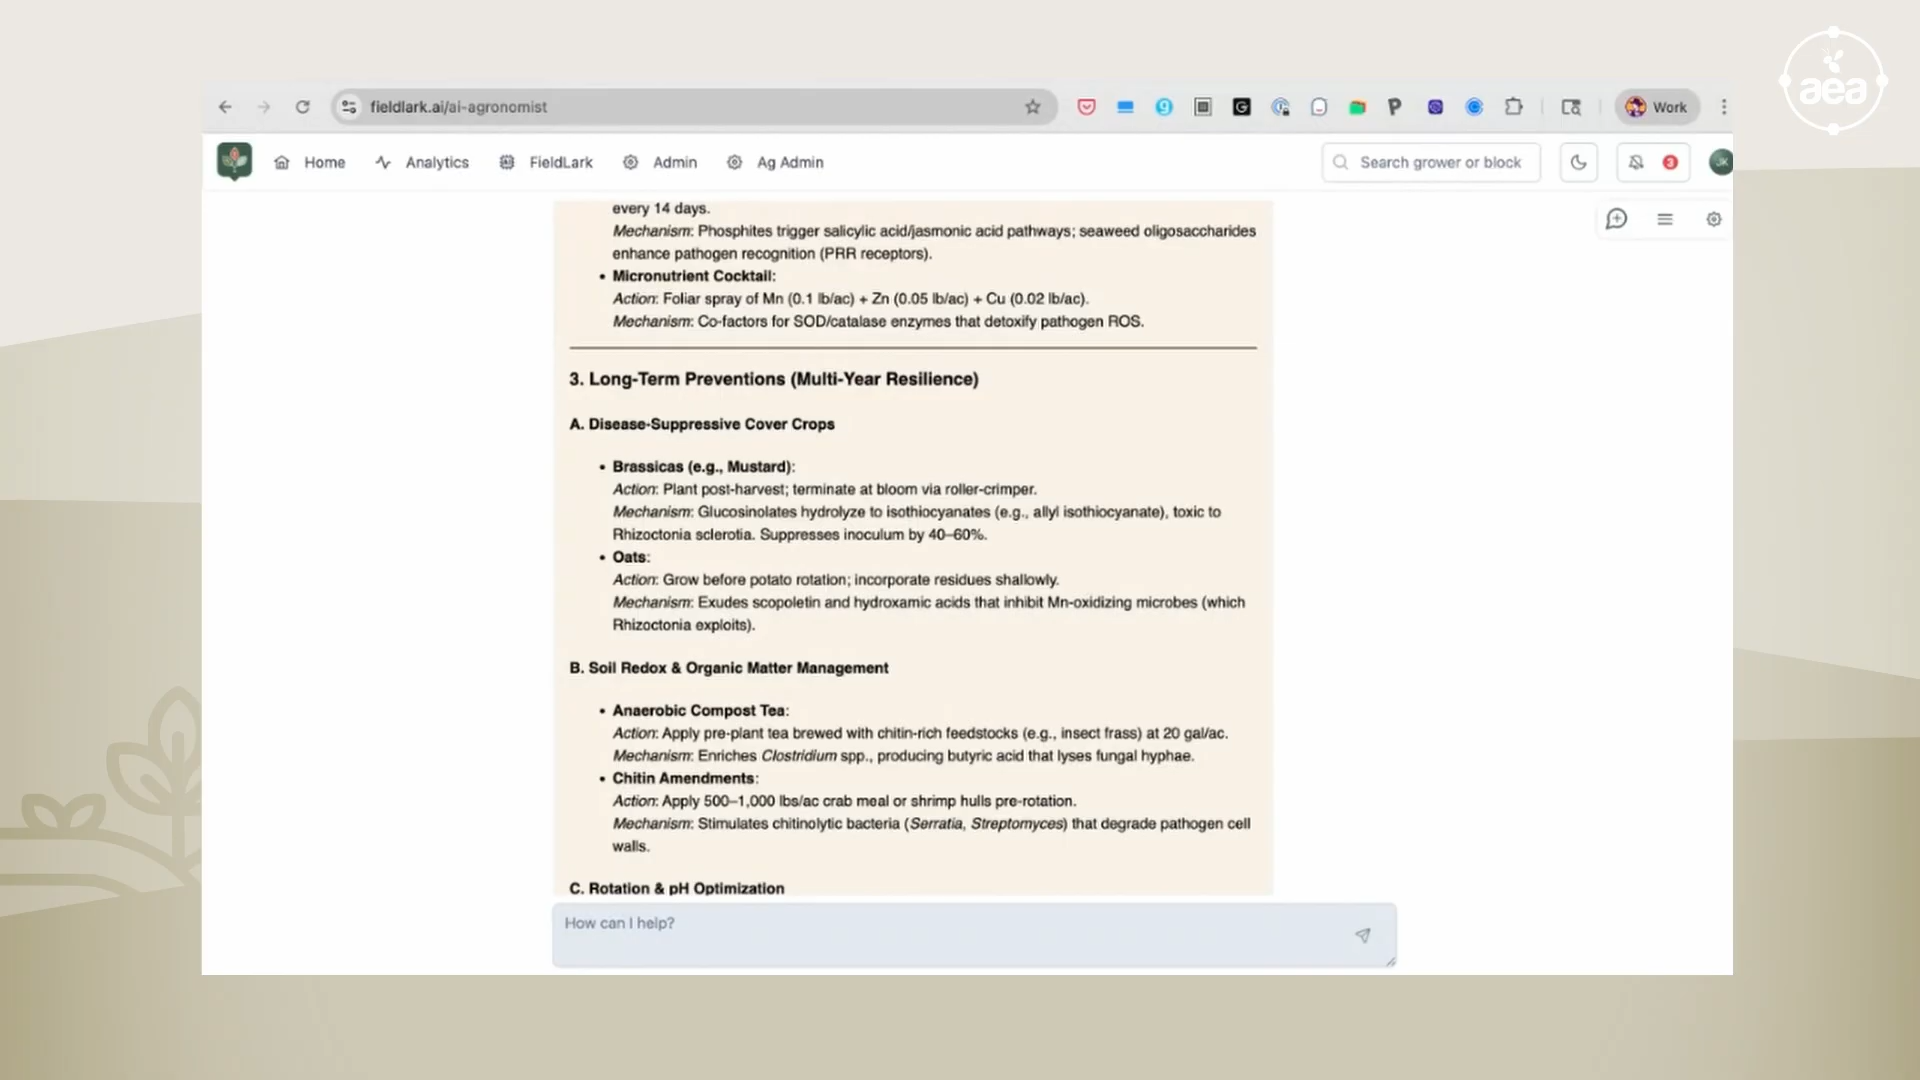 aea
fieldlark.ai/ai-agronomist
Work
Home
Analytics
FieldLark
Admin
Ag Admin
Search grower or block
3
JK
every 14 days.
Mechanism: Phosphites trigger salicylic acid/jasmonic acid pathways; seaweed oligosaccharides
enhance pathogen recognition (PRR receptors).
• Micronutrient Cocktail:
Action: Foliar spray of Mn (0.1 lb/ac) + Zn (0.05 lb/ac) + Cu (0.02 lb/ac).
Mechanism: Co-factors for SOD/catalase enzymes that detoxify pathogen ROS.
3. Long-Term Preventions (Multi-Year Resilience)
A. Disease-Suppressive Cover Crops
• Brassicas (e.g., Mustard):
Action: Plant post-harvest; terminate at bloom via roller-crimper.
Mechanism: Glucosinolates hydrolyze to isothiocyanates (e.g., allyl isothiocyanate), toxic to
Rhizoctonia sclerotia. Suppresses inoculum by 40–60%.
• Oats:
Action: Grow before potato rotation; incorporate residues shallowly.
Mechanism: Exudes scopoletin and hydroxamic acids that inhibit Mn-oxidizing microbes (which
Rhizoctonia exploits).
B. Soil Redox & Organic Matter Management
• Anaerobic Compost Tea:
Action: Apply pre-plant tea brewed with chitin-rich feedstocks (e.g., insect frass) at 20 gal/ac.
Mechanism: Enriches Clostridium spp., producing butyric acid that lyses fungal hyphae.
• Chitin Amendments:
Action: Apply 500–1,000 lbs/ac crab meal or shrimp hulls pre-rotation.
Mechanism: Stimulates chitinolytic bacteria (Serratia, Streptomyces) that degrade pathogen cell
walls.
C. Rotation & pH Optimization
How can I help?